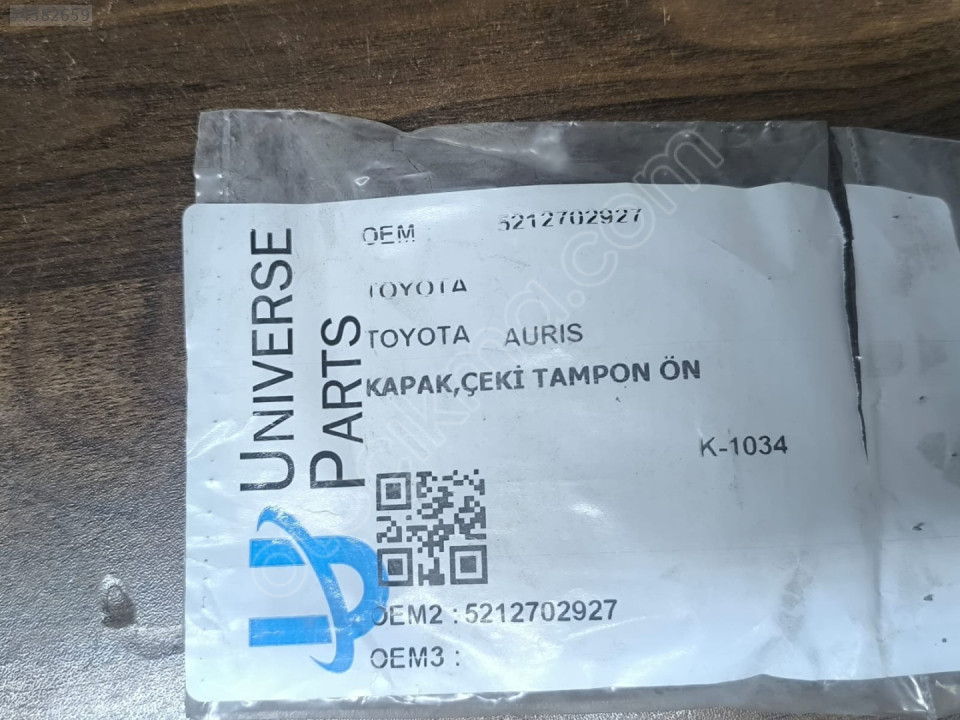 UNIVERSE
PARTS
OEM 5212702927
TOYOTA
TOYOTA AURIS
KAPAK,ÇEKİ TAMPON ÖN
K-1034
OEM2 : 5212702927
OEM3 :